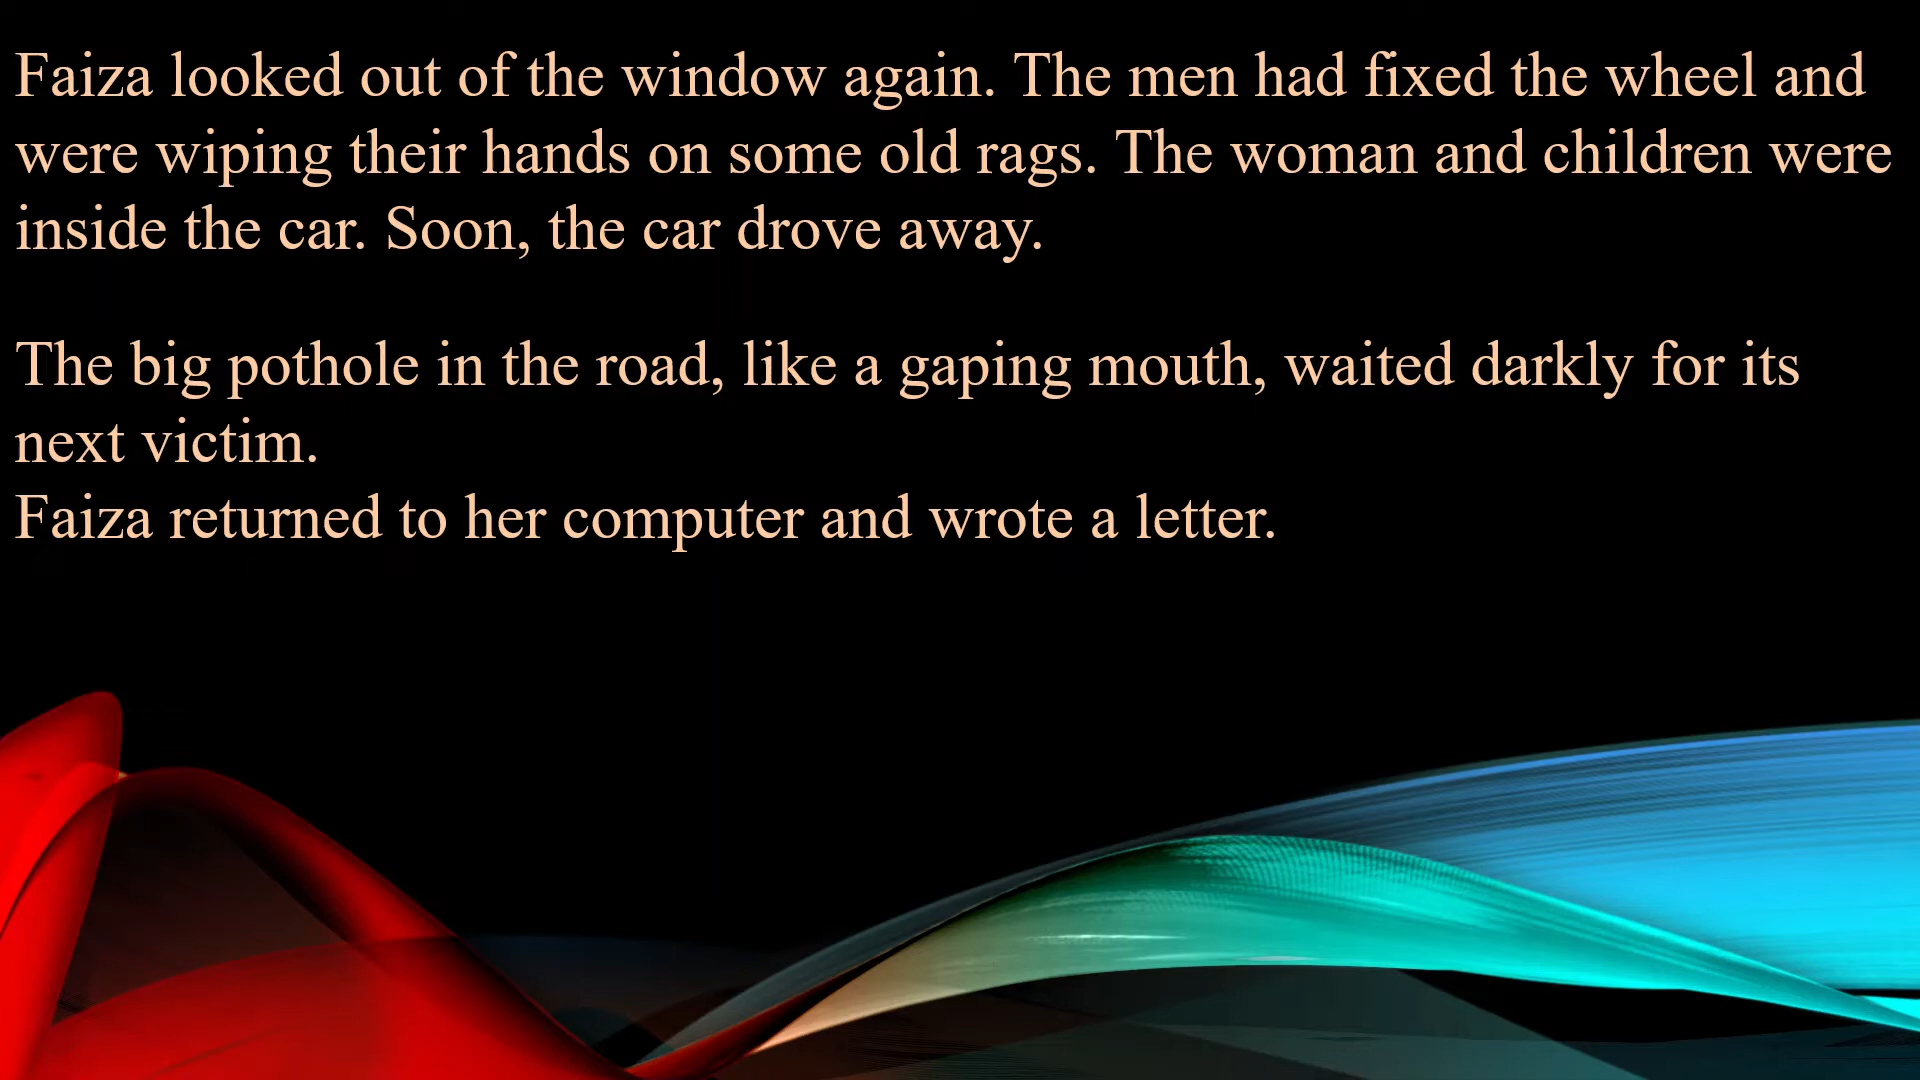 Faiza looked out of the window again. The men had fixed the wheel and
were wiping their hands on some old rags. The woman and children were
inside the car. Soon, the car drove away.
The big pothole in the road, like a gaping mouth, waited darkly for its
next victim.
Faiza returned to her computer and wrote a letter.